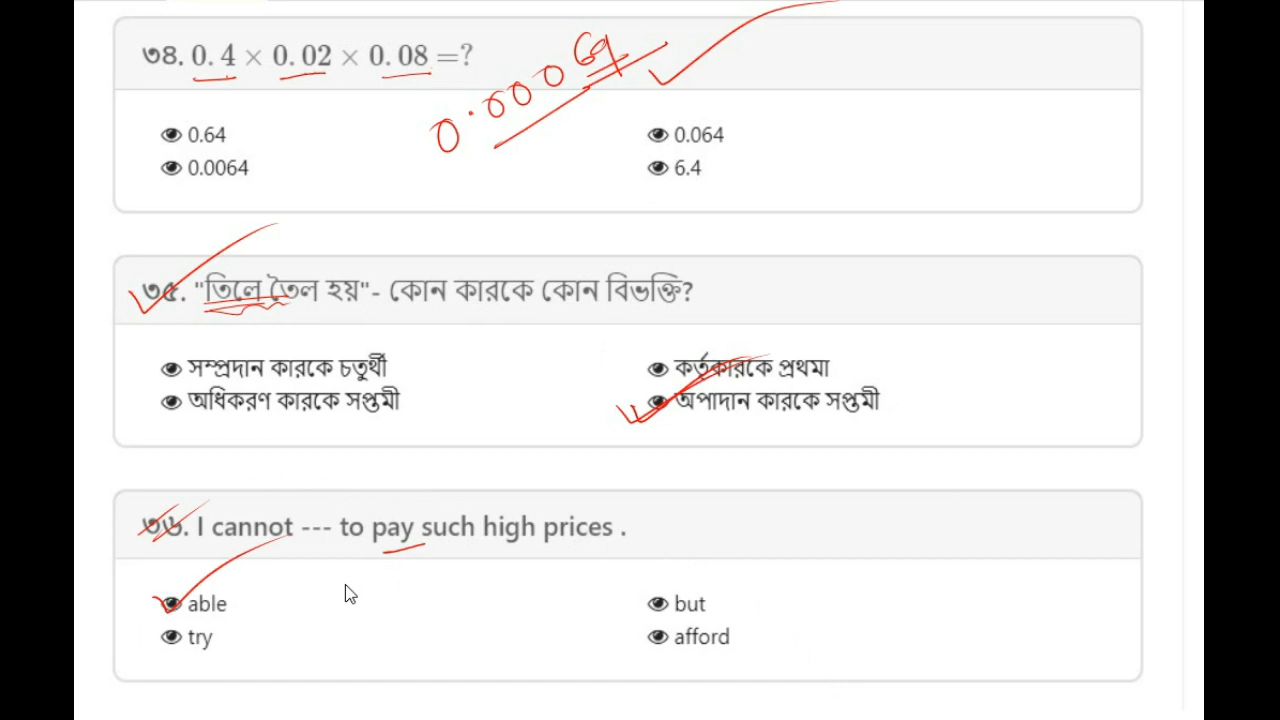 ৩৪. 0.4 × 0.02 × 0.08 =?
0.00064
0.64
0.064
0.0064
6.4
৩৫. "তিলে তৈল হয়"- কোন কারকে কোন বিভক্তি?
সম্প্রদান কারকে চতুর্থী
কর্তৃকারকে প্রথমা
অধিকরণ কারকে সপ্তমী
অপাদান কারকে সপ্তমী
৩৬. I cannot --- to pay such high prices .
able
but
try
afford